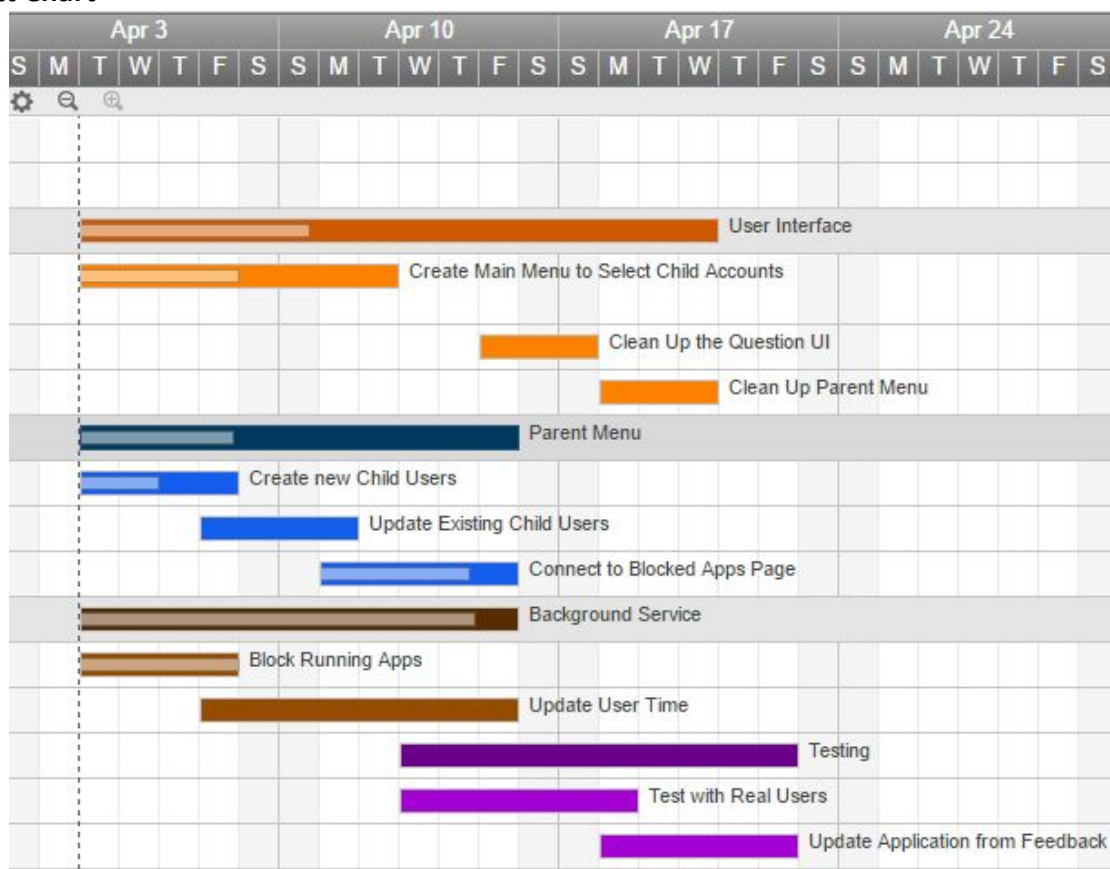 Apr 3 Apr 10 Apr 17 Apr 24
S M T W T F S S M T W T F S S M T W T F S S M T W T F S
User Interface
Create Main Menu to Select Child Accounts
Clean Up the Question UI
Clean Up Parent Menu
Parent Menu
Create new Child Users
Update Existing Child Users
Connect to Blocked Apps Page
Background Service
Block Running Apps
Update User Time
Testing
Test with Real Users
Update Application from Feedback